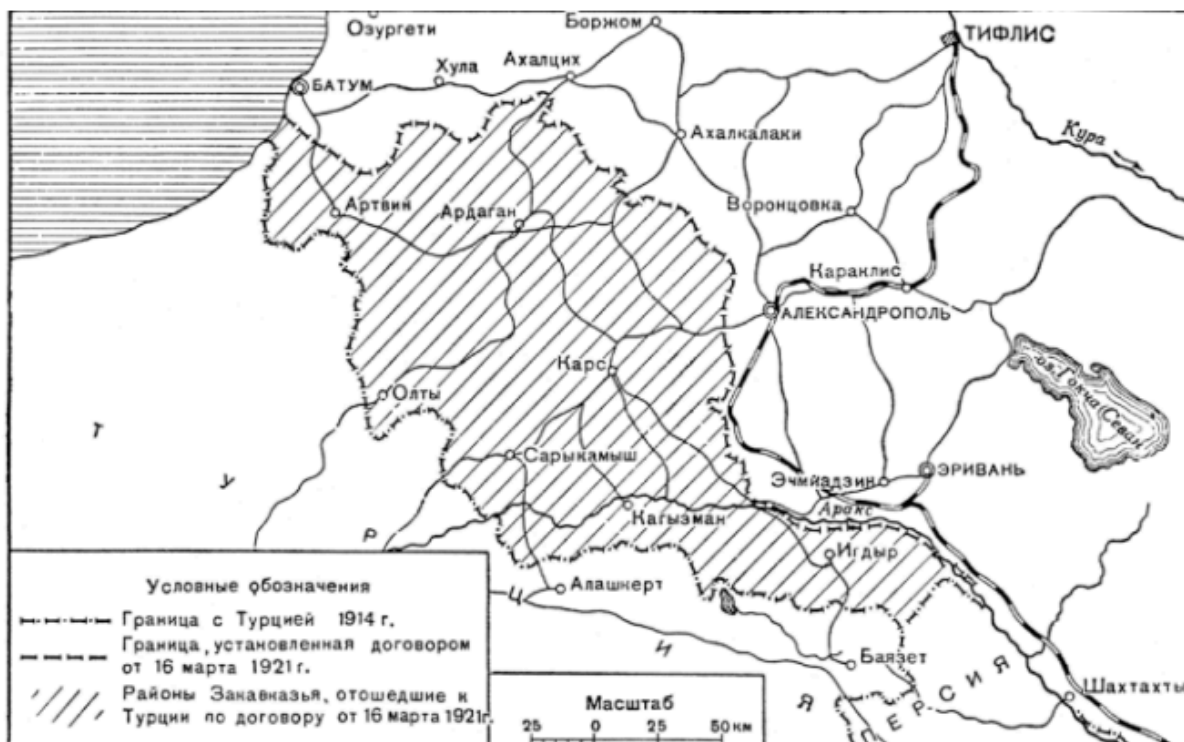 Озургети
Боржом
ТИФЛИС
Хула
Ахалцих
БАТУМ
Ахалкалаки
Кура
Артвин
Ардаган
Воронцовка
Караклис
АЛЕКСАНДРОПОЛЬ
Карс
оз. Гокча (Севан)
Олты
Сарыкамыш
Эчмиадзин
ЭРИВАНЬ
Аракс
Кагызман
Игдыр
Алашкерт
Баязет
Шахтахты
ТУРЦИЯ
ПЕРСИЯ
Условные обозначения
Граница с Турцией 1914 г.
Граница, установленная договором
от 16 марта 1921 г.
Районы Закавказья, отошедшие к
Турции по договору от 16 марта 1921г.
Масштаб
25 0 25 50 км